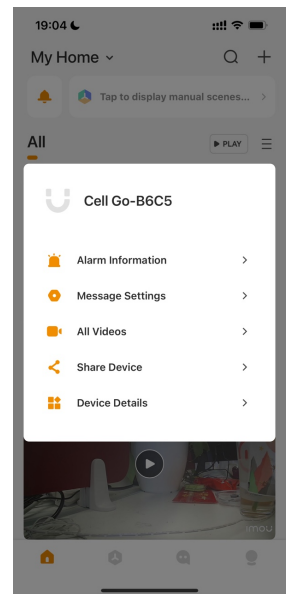 19:04
My Home
Tap to display manual scenes...
All
PLAY
Cell Go-B6C5
Alarm Information
Message Settings
All Videos
Share Device
Device Details
imou